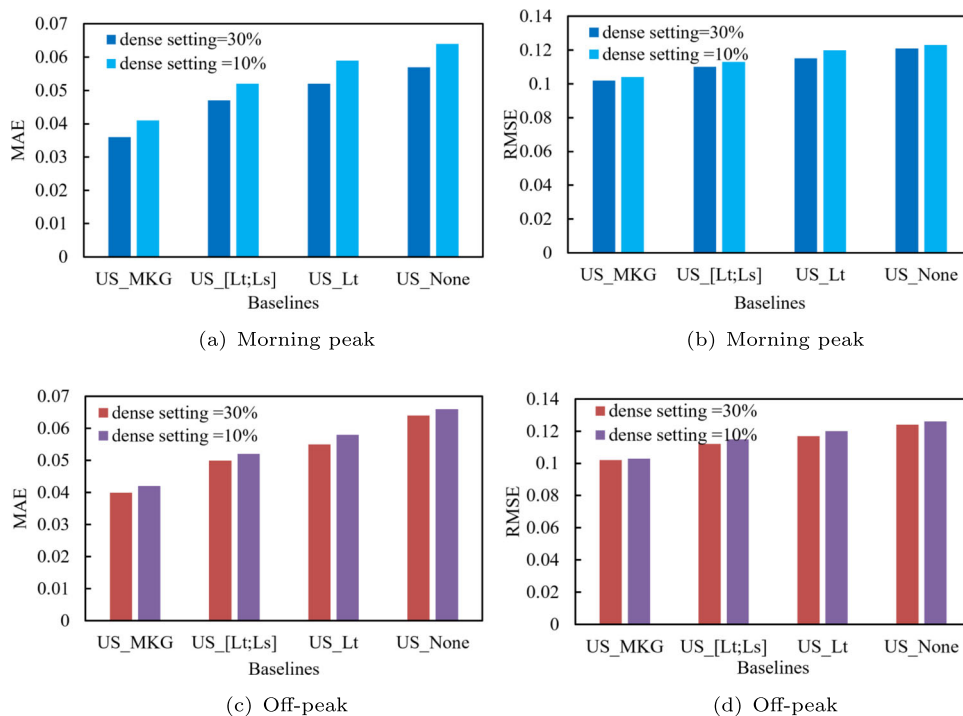 0.07
0.06
0.05
0.04
0.03
0.02
0.01
0
MAE
dense setting=30%
dense setting =10%
US_MKG US_[Lt;Ls] US_Lt US_None
Baselines
(a) Morning peak
0.14
0.12
0.1
0.08
0.06
0.04
0.02
0
RMSE
dense setting=30%
dense setting =10%
US_MKG US_[Lt;Ls] US_Lt US_None
Baselines
(b) Morning peak
0.07
0.06
0.05
0.04
0.03
0.02
0.01
0
MAE
dense setting =30%
dense setting =10%
US_MKG US_[Lt;Ls] US_Lt US_None
Baselines
(c) Off-peak
0.14
0.12
0.1
0.08
0.06
0.04
0.02
0
RMSE
dense setting =30%
dense setting =10%
US_MKG US_[Lt;Ls] US_Lt US_None
Baselines
(d) Off-peak